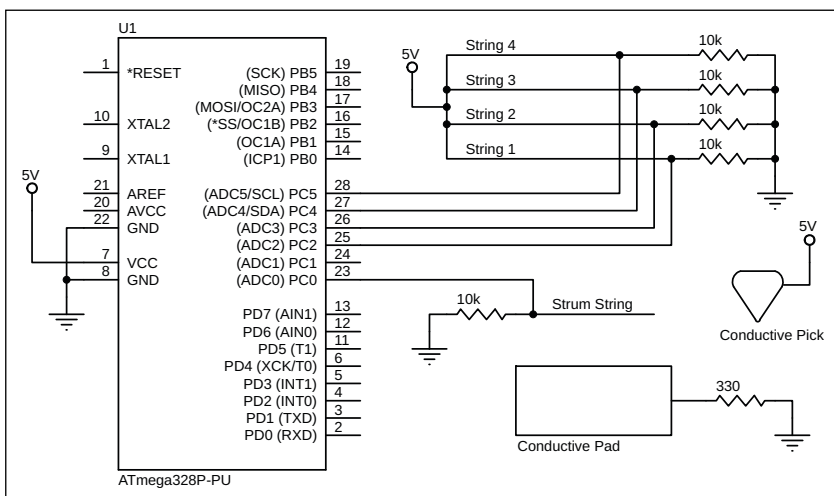 U1
1 *RESET
10 XTAL2
9 XTAL1
5V
21 AREF
20 AVCC
22 GND
7 VCC
8 GND
(SCK) PB5 19
(MISO) PB4 18
(MOSI/OC2A) PB3 17
(*SS/OC1B) PB2 16
(OC1A) PB1 15
(ICP1) PB0 14
(ADC5/SCL) PC5 28
(ADC4/SDA) PC4 27
(ADC3) PC3 26
(ADC2) PC2 25
(ADC1) PC1 24
(ADC0) PC0 23
PD7 (AIN1) 13
PD6 (AIN0) 12
PD5 (T1) 11
PD4 (XCK/T0) 6
PD3 (INT1) 5
PD2 (INT0) 4
PD1 (TXD) 3
PD0 (RXD) 2
ATmega328P-PU
5V
String 4 10k
String 3 10k
String 2 10k
String 1 10k
5V
Conductive Pick
10k Strum String
330
Conductive Pad